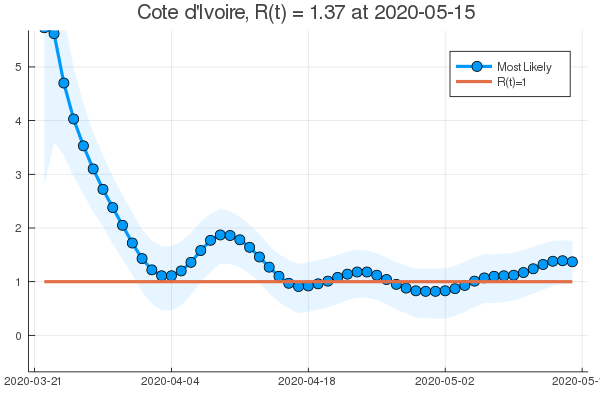 Cote d'Ivoire, R(t) = 1.37 at 2020-05-15
Most Likely
R(t)=1
5
4
3
2
1
0
2020-03-21 2020-04-04 2020-04-18 2020-05-02